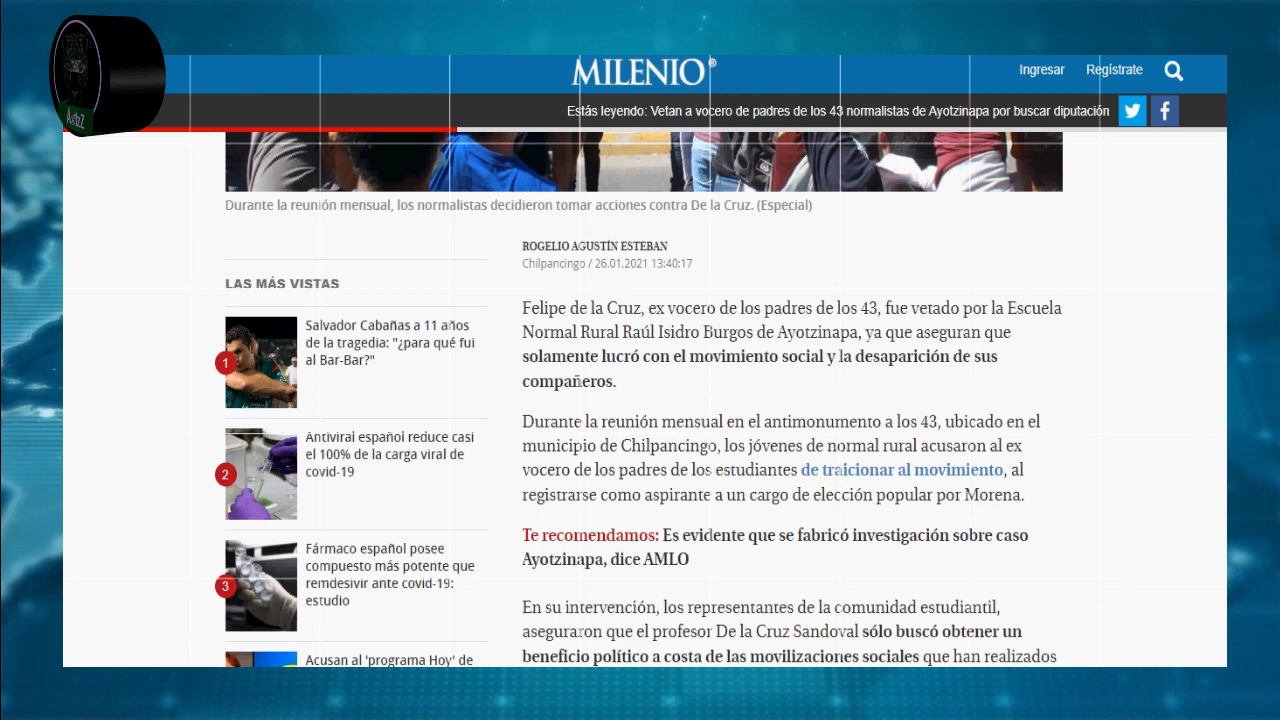 MILENIO®
Ingresar
Regístrate
Estás leyendo: Vetan a vocero de padres de los 43 normalistas de Ayotzinapa por buscar diputación
Durante la reunión mensual, los normalistas decidieron tomar acciones contra De la Cruz. (Especial)
LAS MÁS VISTAS
1
Salvador Cabañas a 11 años
de la tragedia: "¿para qué fui
al Bar-Bar?"
2
Antiviral español reduce casi
el 100% de la carga viral de
covid-19
3
Fármaco español posee
compuesto más potente que
remdesivir ante covid-19:
estudio
Acusan al 'programa Hoy' de
ROGELIO AGUSTÍN ESTEBAN
Chilpancingo / 26.01.2021 13:40:17
Felipe de la Cruz, ex vocero de los padres de los 43, fue vetado por la Escuela
Normal Rural Raúl Isidro Burgos de Ayotzinapa, ya que aseguran que
solamente lucró con el movimiento social y la desaparición de sus
compañeros.
Durante la reunión mensual en el antimonumento a los 43, ubicado en el
municipio de Chilpancingo, los jóvenes de normal rural acusaron al ex
vocero de los padres de los estudiantes de traicionar al movimiento, al
registrarse como aspirante a un cargo de elección popular por Morena.
Te recomendamos: Es evidente que se fabricó investigación sobre caso
Ayotzinapa, dice AMLO
En su intervención, los representantes de la comunidad estudiantil,
aseguraron que el profesor De la Cruz Sandoval sólo buscó obtener un
beneficio político a costa de las movilizaciones sociales que han realizados